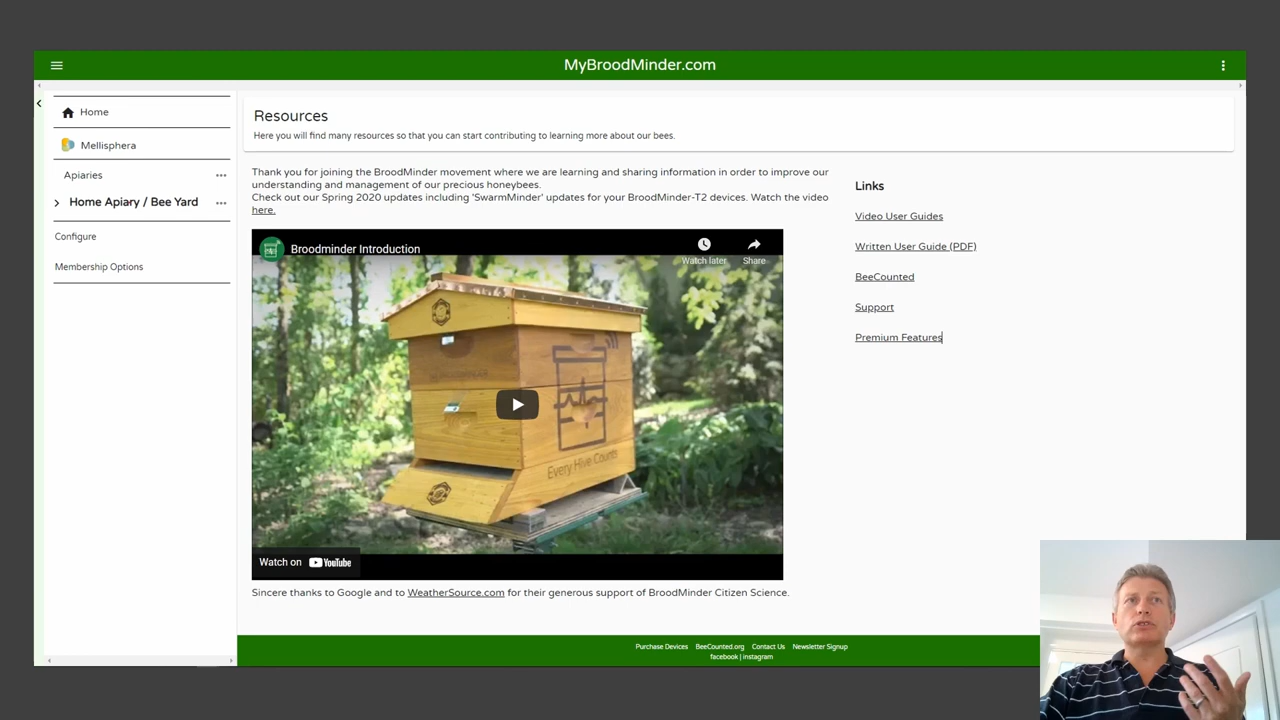 MyBroodMinder.com
Home
Mellisphera
Apiaries
Home Apiary / Bee Yard
Configure
Membership Options
Resources
Here you will find many resources so that you can start contributing to learning more about our bees.
Thank you for joining the BroodMinder movement where we are learning and sharing information in order to improve our
understanding and management of our precious honeybees.
Check out our Spring 2020 updates including 'SwarmMinder' updates for your BroodMinder-T2 devices. Watch the video
here.
Broodminder Introduction
Watch later
Share
Every Hive Counts
Watch on YouTube
Sincere thanks to Google and to WeatherSource.com for their generous support of BroodMinder Citizen Science.
Links
Video User Guides
Written User Guide (PDF)
BeeCounted
Support
Premium Features
Purchase Devices BeeCounted.org Contact Us Newsletter Signup
facebook | instagram